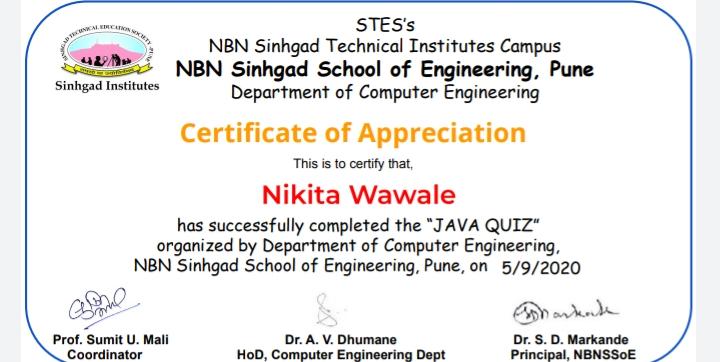 STES's
NBN Sinhgad Technical Institutes Campus
NBN Sinhgad School of Engineering, Pune
Department of Computer Engineering
SINHGAD TECHNICAL EDUCATION SOCIETY
Sinhgad Institutes
Certificate of Appreciation
This is to certify that,
Nikita Wawale
has successfully completed the “JAVA QUIZ”
organized by Department of Computer Engineering,
NBN Sinhgad School of Engineering, Pune, on 5/9/2020
Prof. Sumit U. Mali
Coordinator
Dr. A. V. Dhumane
HoD, Computer Engineering Dept
Dr. S. D. Markande
Principal, NBNSSoE